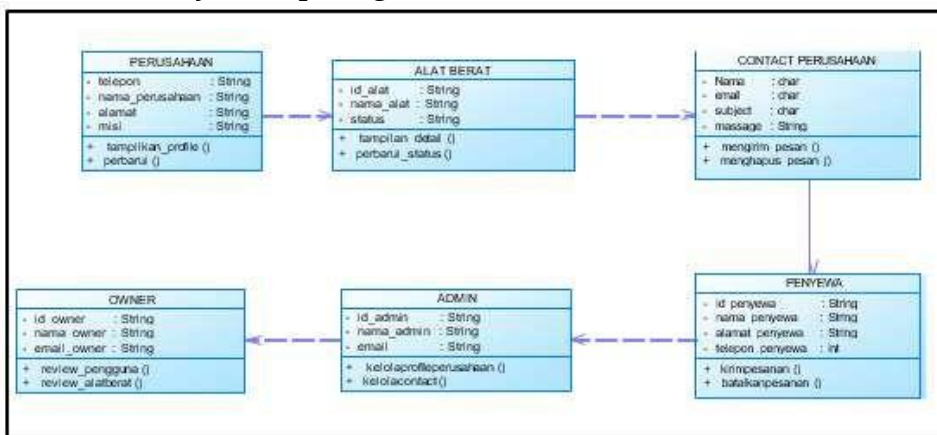 PERUSAHAAN
- telepon : String
- nama_perusahaan : String
- alamat : String
- misi : String
+ tampilkan_profile ()
+ perbarui ()
ALAT BERAT
- id_alat : String
- nama_alat : String
- status : String
+ tampilan detail ()
+ perbarui_status ()
CONTACT PERUSAHAAN
- Nama : char
- email : char
- subject : char
- massage : String
+ mengirim pesan ()
+ menghapus pesan ()
OWNER
- id owner : String
- nama owner : String
- email_owner : String
+ review_pengguna ()
+ review_alatberat ()
ADMIN
- id_admin : String
- nama_admin : String
- email : String
+ kelolaprofileperusahaan ()
+ kelolacontact ()
PENYEWA
- id penyewa : String
- nama penyewa : String
- alamat penyewa : String
- telepon penyewa : int
+ kirimpesanan ()
+ batalkanpesanan ()